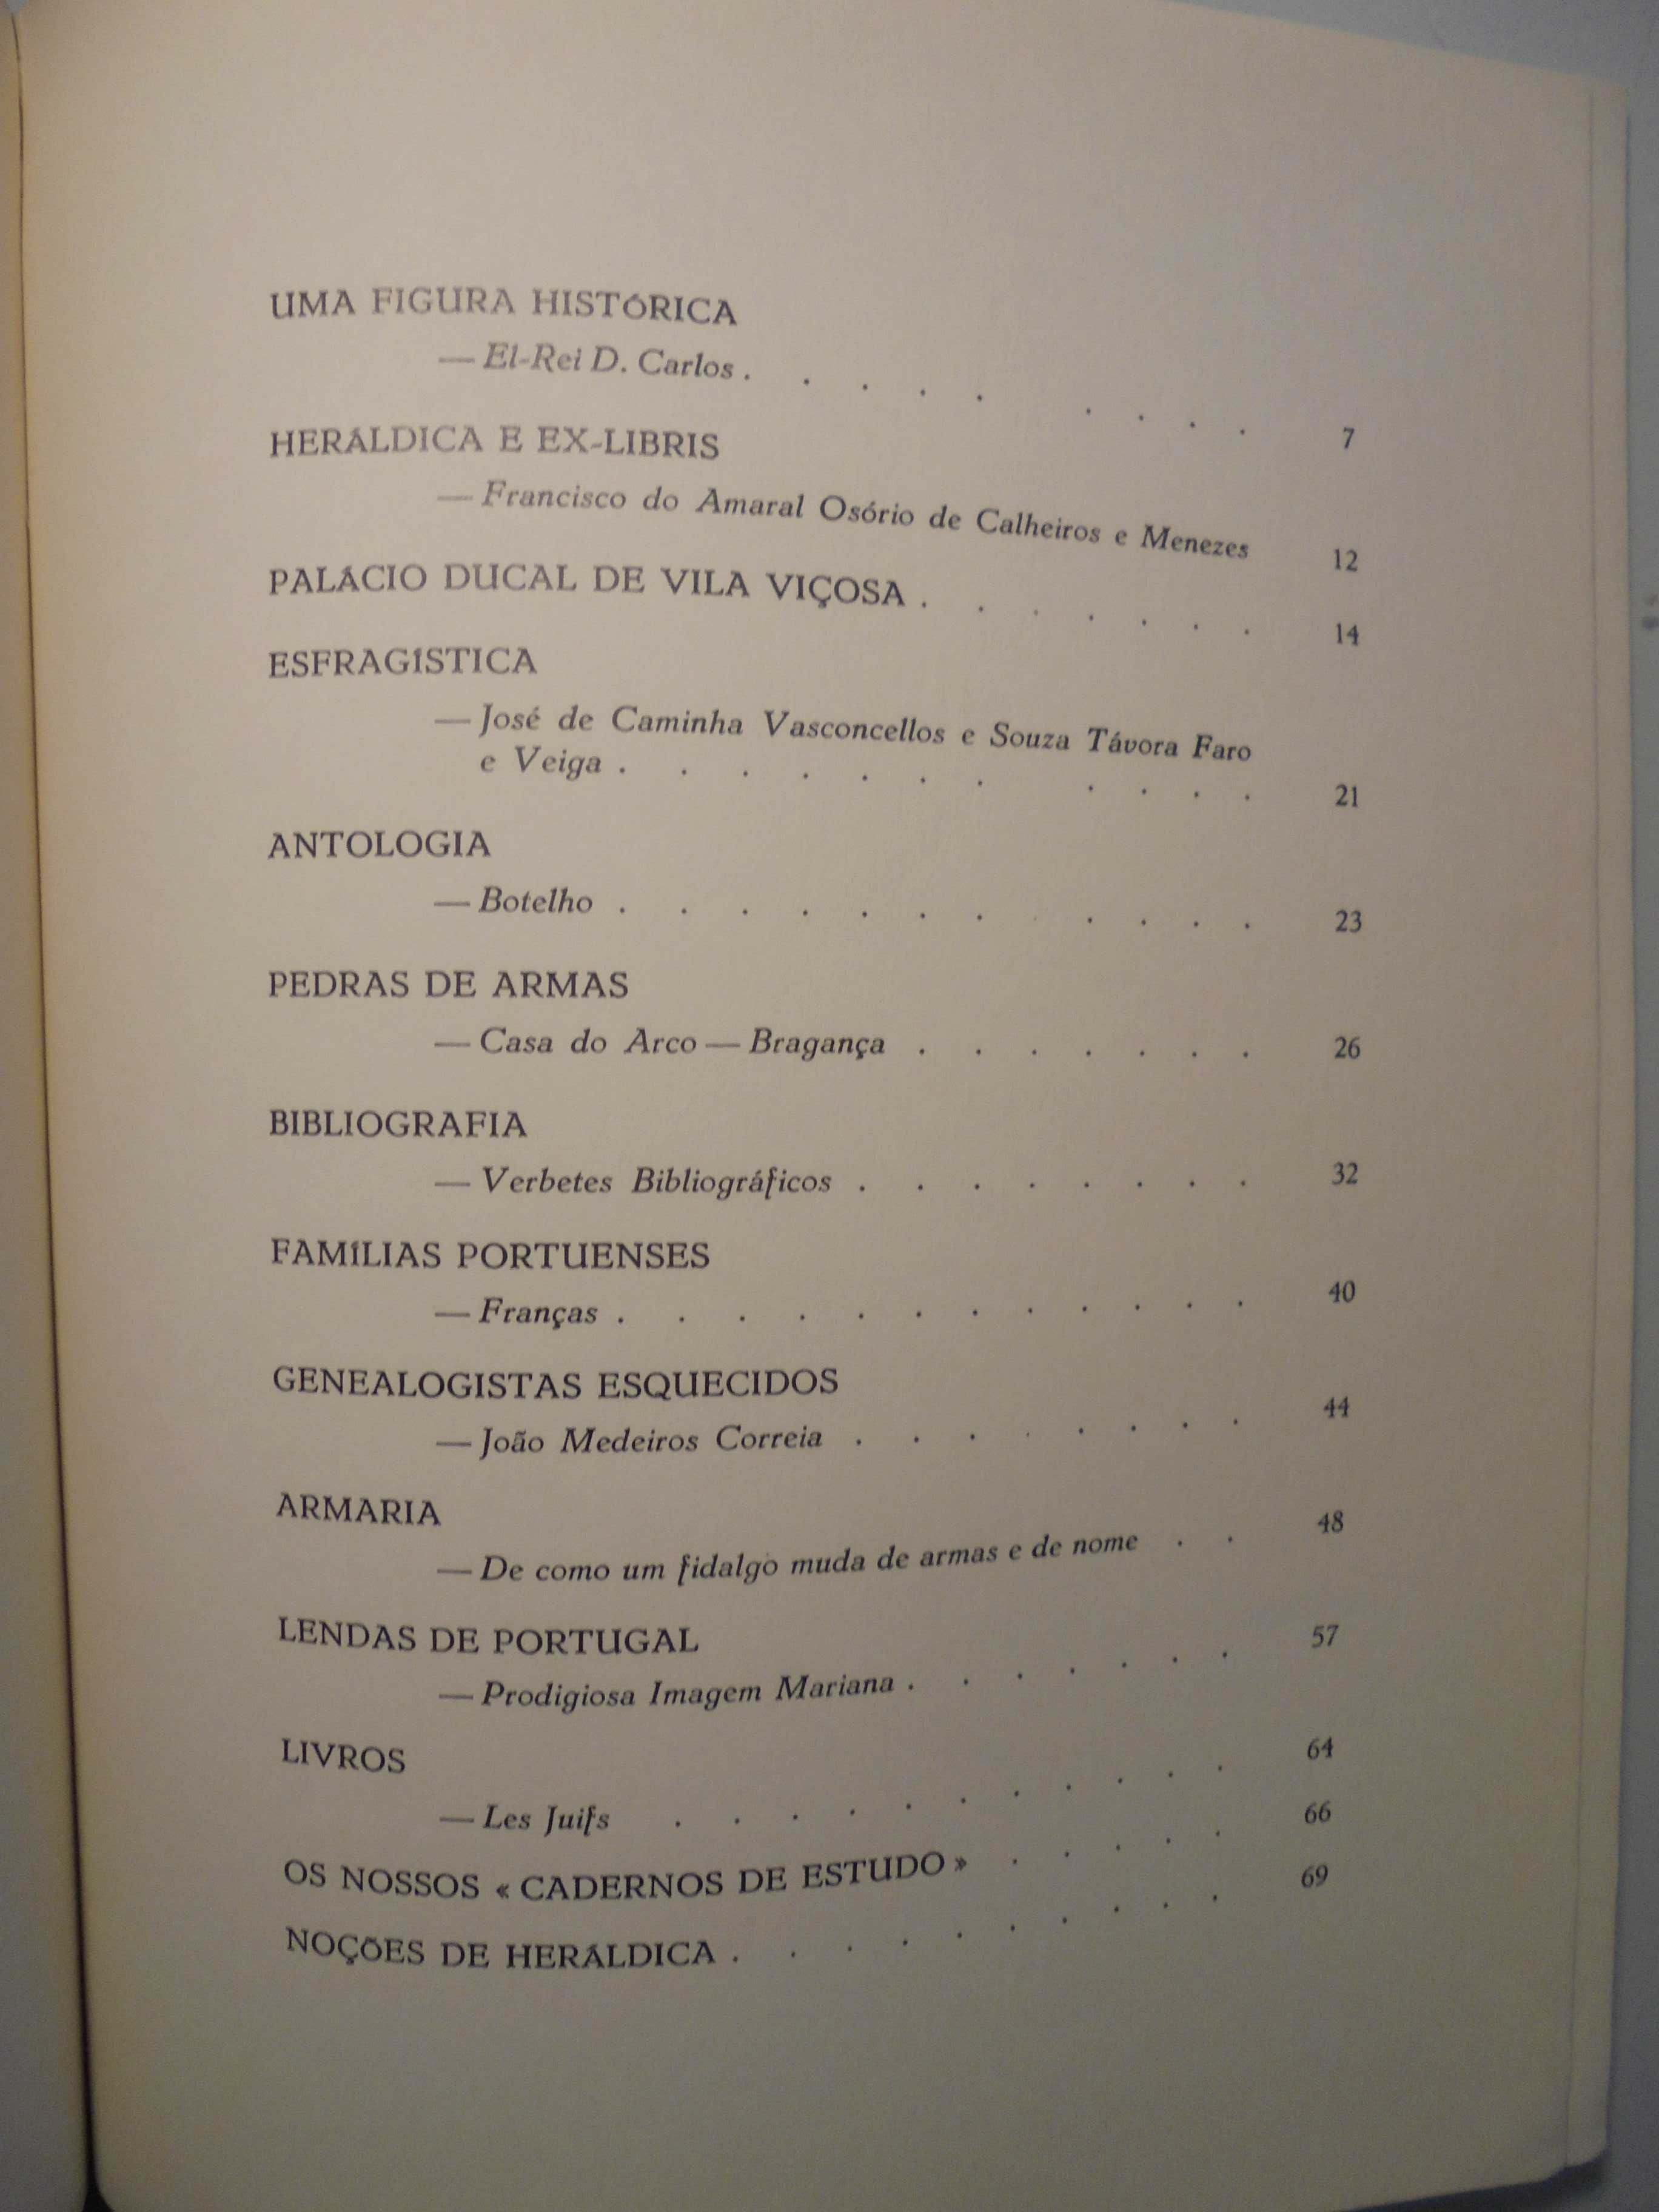 UMA FIGURA HISTÓRICA
— El-Rei D. Carlos . . . . . . . . . 7
HERÁLDICA E EX-LIBRIS
— Francisco do Amaral Osório de Calheiros e Menezes 12
PALÁCIO DUCAL DE VILA VIÇOSA . . . . . . . 14
ESFRAGÍSTICA
— José de Caminha Vasconcellos e Souza Távora Faro
e Veiga . . . . . . . . . . . 21
ANTOLOGIA
— Botelho . . . . . . . . . . . . 23
PEDRAS DE ARMAS
— Casa do Arco — Bragança . . . . . . . 26
BIBLIOGRAFIA
— Verbetes Bibliográficos . . . . . . . . 32
FAMÍLIAS PORTUENSES
— Franças . . . . . . . . . . . . 40
GENEALOGISTAS ESQUECIDOS
— João Medeiros Correia . . . . . . . . 44
ARMARIA
— De como um fidalgo muda de armas e de nome . . 48
LENDAS DE PORTUGAL
— Prodigiosa Imagem Mariana . . . . . . . 57
LIVROS
— Les Juifs . . . . . . . . . . 64
OS NOSSOS « CADERNOS DE ESTUDO » . . . . . 66
NOÇÕES DE HERÁLDICA . . . . . . . . . 69